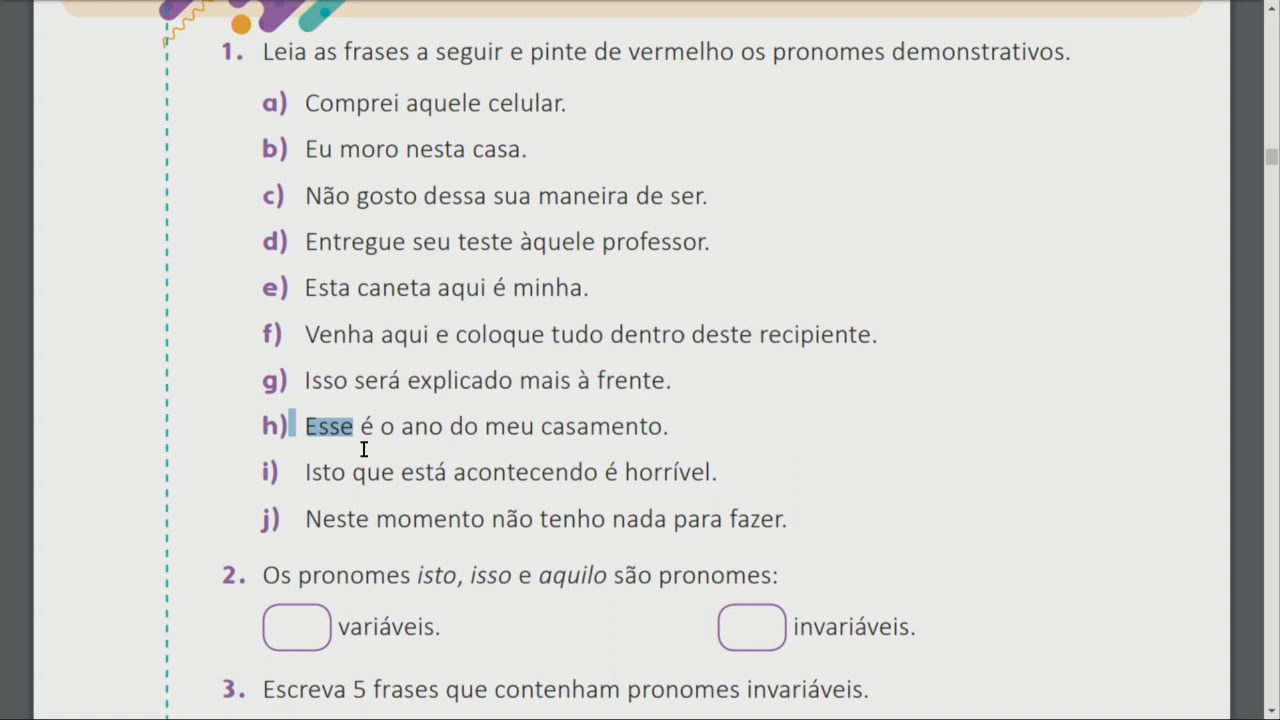 1. Leia as frases a seguir e pinte de vermelho os pronomes demonstrativos.
a) Comprei aquele celular.
b) Eu moro nesta casa.
c) Não gosto dessa sua maneira de ser.
d) Entregue seu teste àquele professor.
e) Esta caneta aqui é minha.
f) Venha aqui e coloque tudo dentro deste recipiente.
g) Isso será explicado mais à frente.
h) Esse é o ano do meu casamento.
i) Isto que está acontecendo é horrível.
j) Neste momento não tenho nada para fazer.
2. Os pronomes isto, isso e aquilo são pronomes:
variáveis. invariáveis.
3. Escreva 5 frases que contenham pronomes invariáveis.